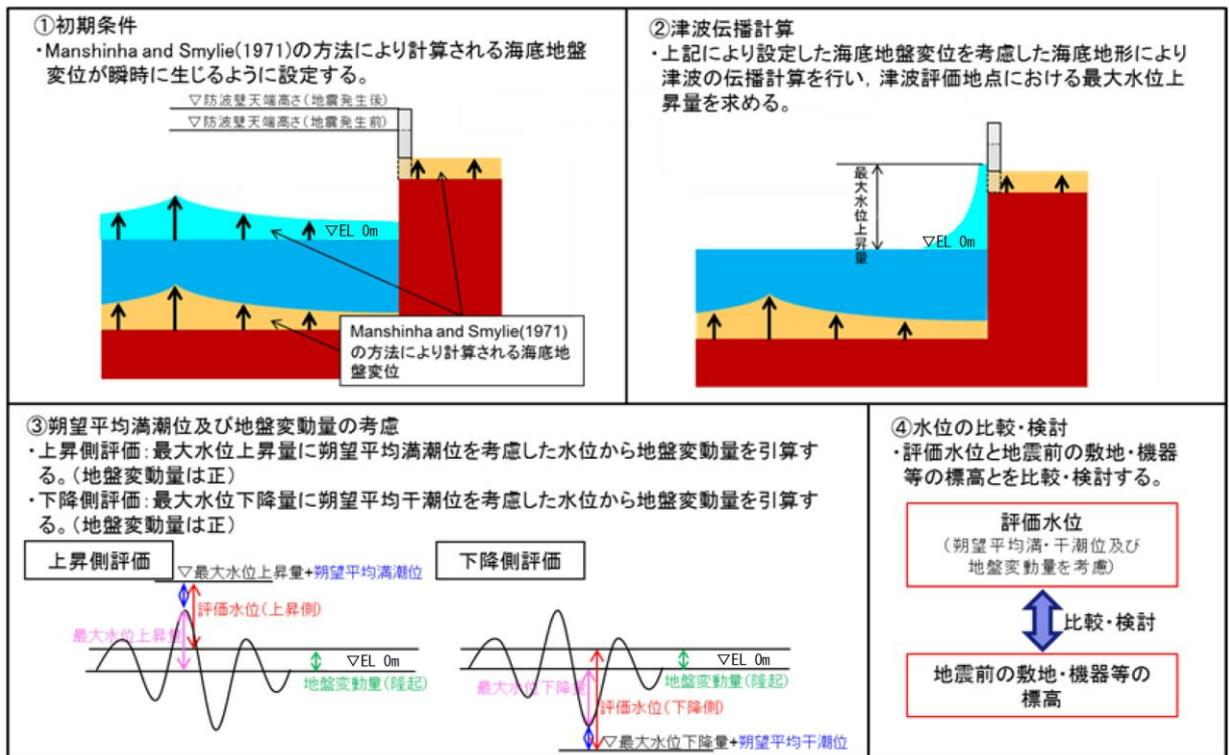 ①初期条件
・Manshinha and Smylie(1971)の方法により計算される海底地盤
変位が瞬時に生じるように設定する。
▽防波壁天端高さ(地震発生後)
▽防波壁天端高さ(地震発生前)
▽EL 0m
Manshinha and Smylie(1971)
の方法により計算される海底地
盤変位
②津波伝播計算
・上記により設定した海底地盤変位を考慮した海底地形により
津波の伝播計算を行い，津波評価地点における最大水位上
昇量を求める。
最大水位上昇量
▽EL 0m
③朔望平均満潮位及び地盤変動量の考慮
・上昇側評価：最大水位上昇量に朔望平均満潮位を考慮した水位から地盤変動量を引算す
る。(地盤変動量は正)
・下降側評価：最大水位下降量に朔望平均干潮位を考慮した水位から地盤変動量を引算す
る。(地盤変動量は正)
上昇側評価
▽最大水位上昇量+朔望平均満潮位
評価水位(上昇側)
最大水位上昇量
▽EL 0m
地盤変動量(隆起)
下降側評価
▽EL 0m
最大水位下降量
地盤変動量(隆起)
評価水位(下降側)
▽最大水位下降量+朔望平均干潮位
④水位の比較・検討
・評価水位と地震前の敷地・機器
等の標高とを比較・検討する。
評価水位
(朔望平均満・干潮位及び
地盤変動量を考慮)
比較・検討
地震前の敷地・機器等の
標高